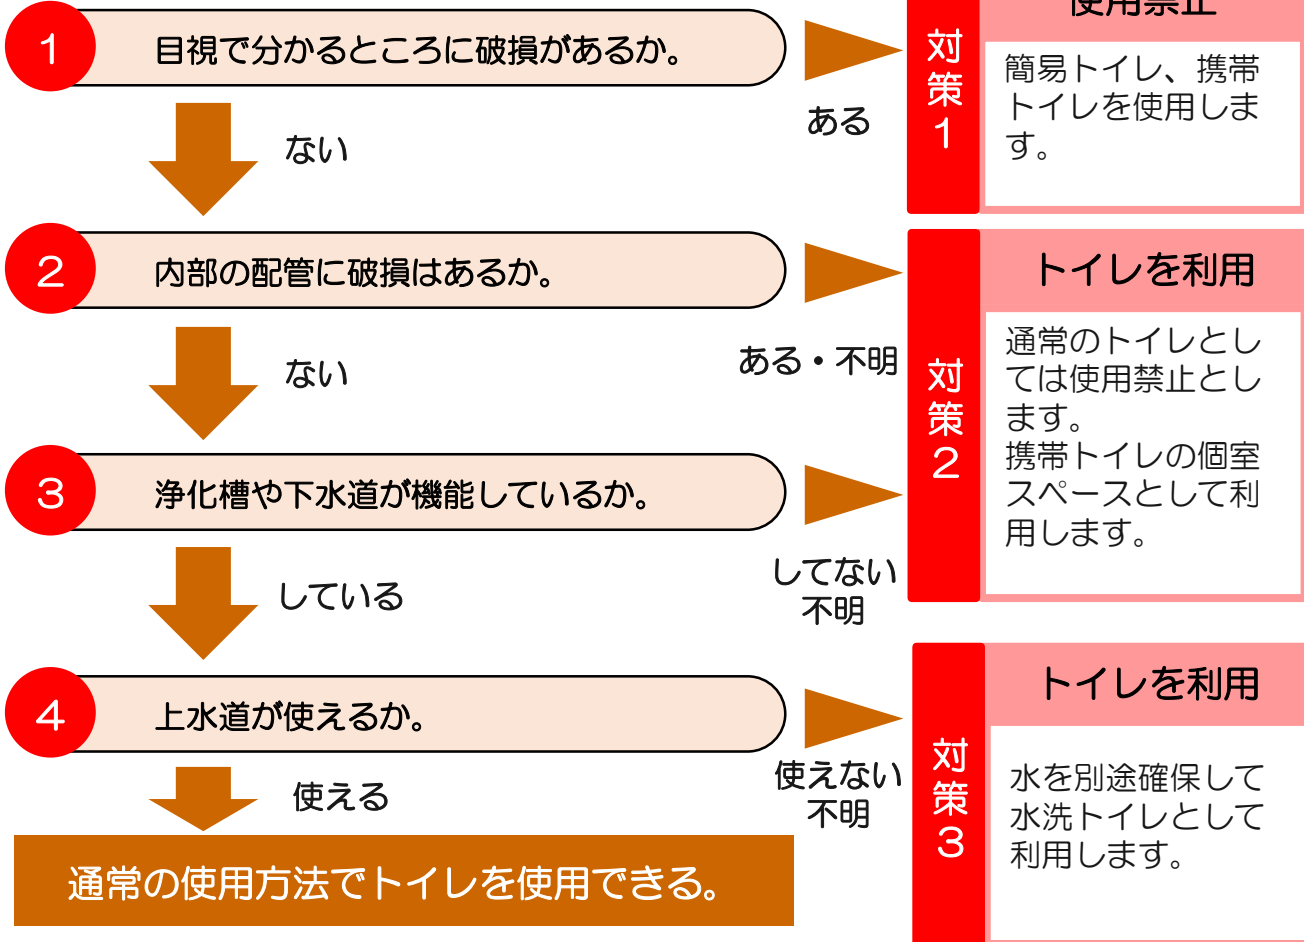 1
目視で分かるところに破損があるか。
ある
対策1
使用禁止
簡易トイレ、携帯
トイレを使用しま
す。
ない
2
内部の配管に破損はあるか。
ある・不明
対策2
トイレを利用
通常のトイレとし
ては使用禁止とし
ます。
携帯トイレの個室
スペースとして利
用します。
ない
3
浄化槽や下水道が機能しているか。
してない
不明
している
4
上水道が使えるか。
使えない
不明
対策3
トイレを利用
水を別途確保して
水洗トイレとして
利用します。
使える
通常の使用方法でトイレを使用できる。